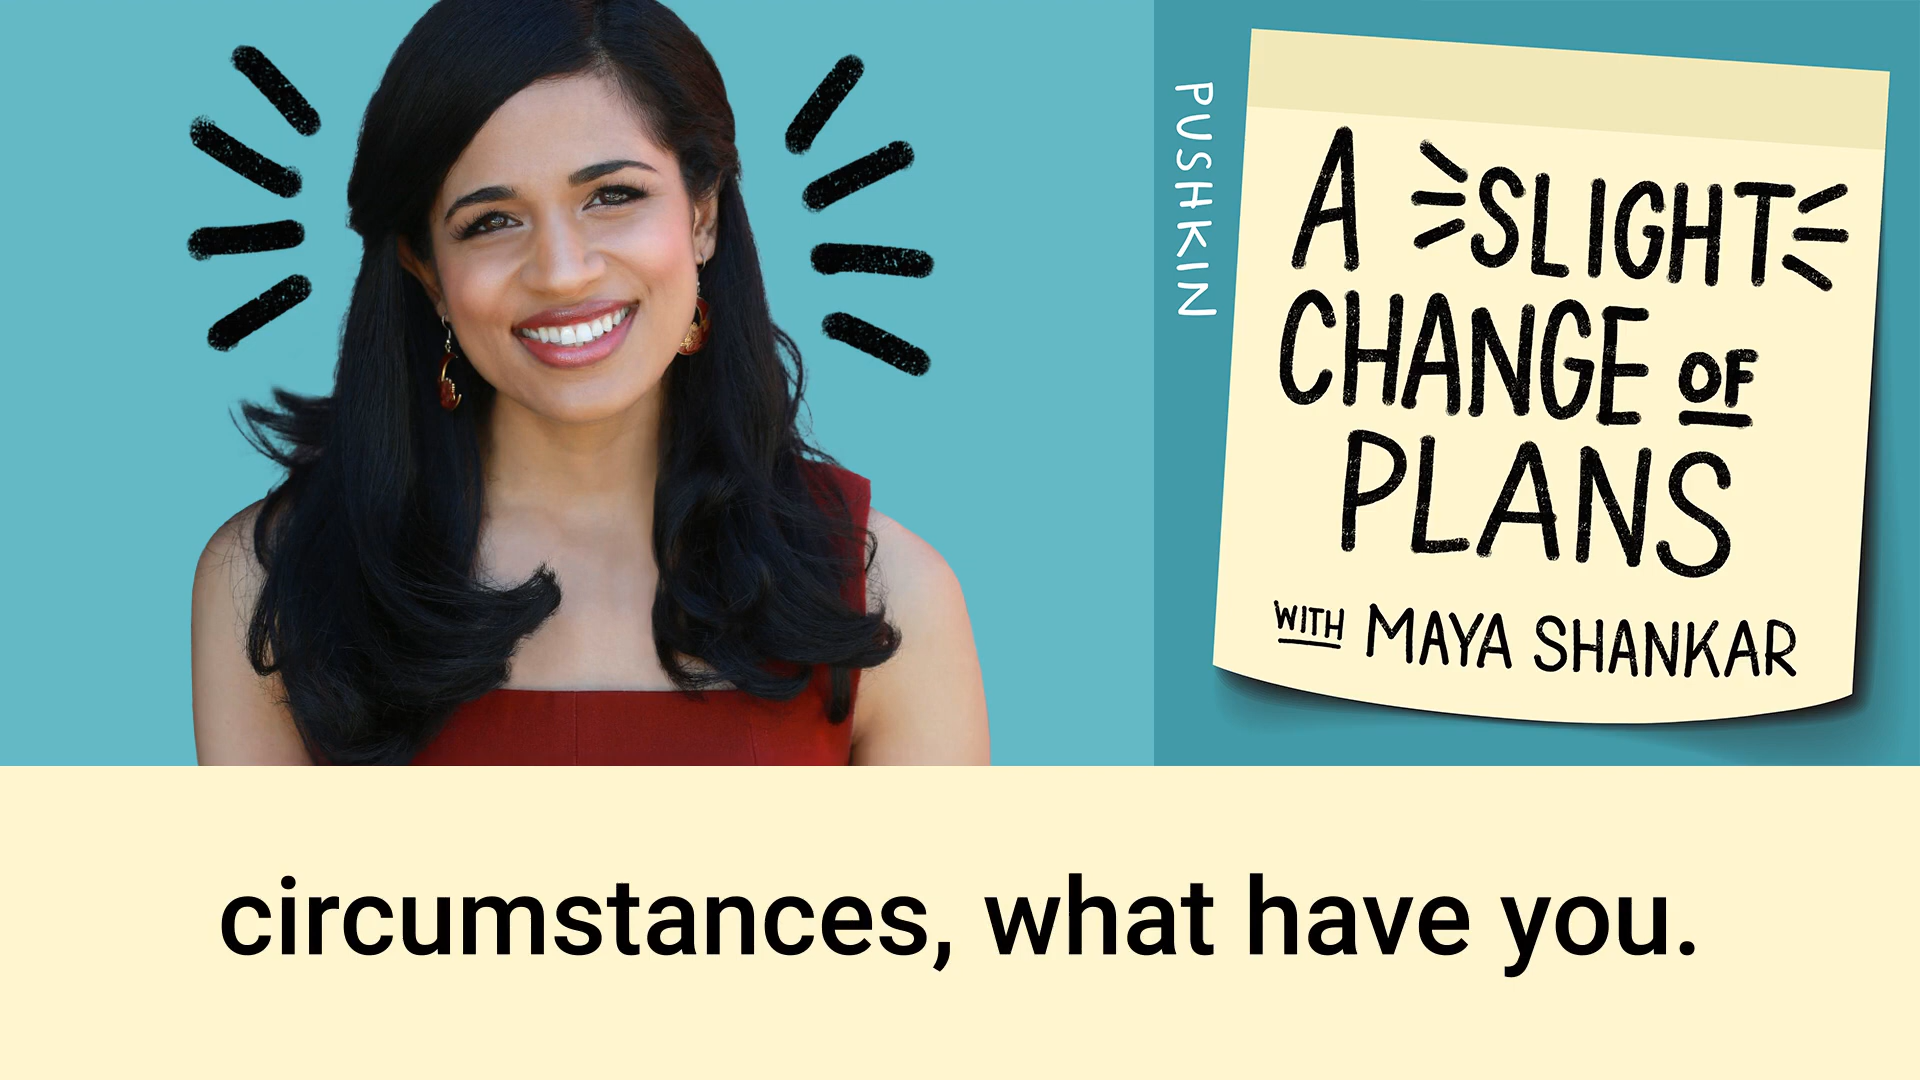 PUSHKIN
A SLIGHT
CHANGE OF
PLANS
WITH MAYA SHANKAR
circumstances, what have you.